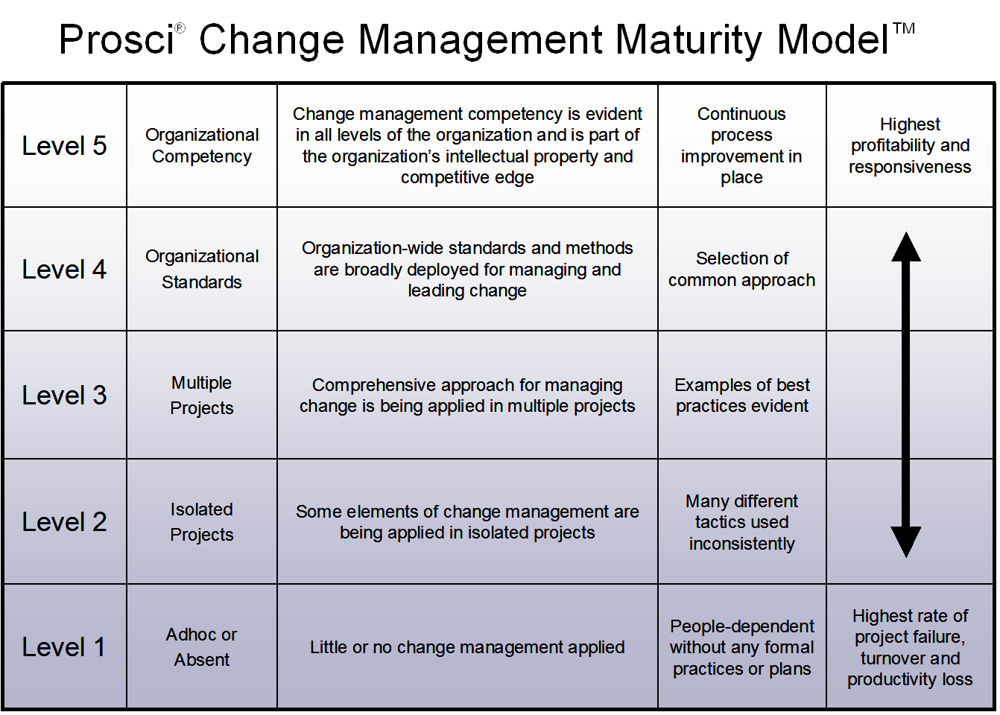 Prosci® Change Management Maturity Model™
Level 5
Organizational
Competency
Change management competency is evident
in all levels of the organization and is part of
the organization’s intellectual property and
competitive edge
Continuous
process
improvement in
place
Highest
profitability and
responsiveness
Level 4
Organizational
Standards
Organization-wide standards and methods
are broadly deployed for managing and
leading change
Selection of
common approach
Level 3
Multiple
Projects
Comprehensive approach for managing
change is being applied in multiple projects
Examples of best
practices evident
Level 2
Isolated
Projects
Some elements of change management are
being applied in isolated projects
Many different
tactics used
inconsistently
Level 1
Adhoc or
Absent
Little or no change management applied
People-dependent
without any formal
practices or plans
Highest rate of
project failure,
turnover and
productivity loss